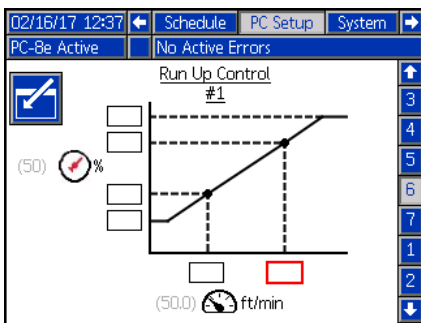 02/16/17 12:37 Schedule PC Setup System
PC-8e Active No Active Errors
Run Up Control
#1
3
4
5
6
7
1
2
(50) %
(50.0) ft/min